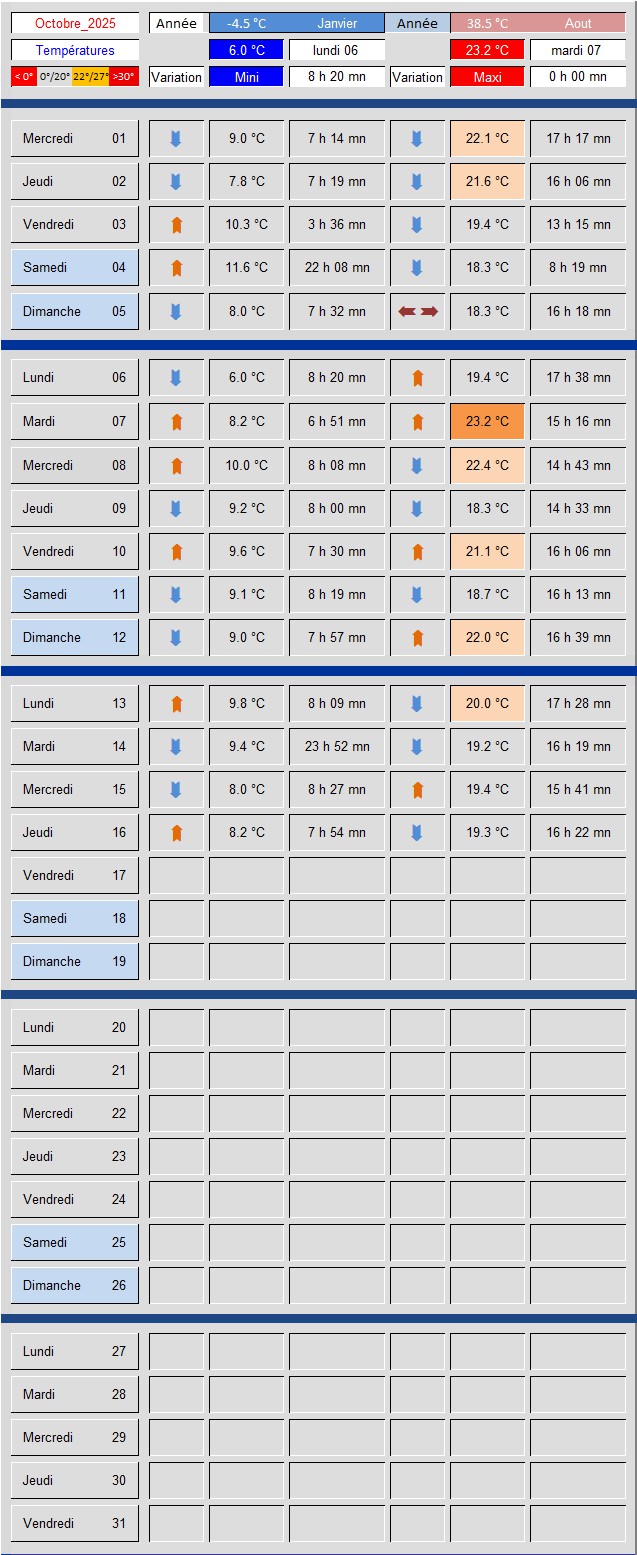 Octobre_2025 Année -4.5 °C Janvier Année 38.5 °C Aout
Températures 6.0 °C lundi 06 23.2 °C mardi 07
< 0° 0°/20° 22°/27° >30° Variation Mini 8 h 20 mn Variation Maxi 0 h 00 mn
Mercredi 01 9.0 °C 7 h 14 mn 22.1 °C 17 h 17 mn
Jeudi 02 7.8 °C 7 h 19 mn 21.6 °C 16 h 06 mn
Vendredi 03 10.3 °C 3 h 36 mn 19.4 °C 13 h 15 mn
Samedi 04 11.6 °C 22 h 08 mn 18.3 °C 8 h 19 mn
Dimanche 05 8.0 °C 7 h 32 mn 18.3 °C 16 h 18 mn
Lundi 06 6.0 °C 8 h 20 mn 19.4 °C 17 h 38 mn
Mardi 07 8.2 °C 6 h 51 mn 23.2 °C 15 h 16 mn
Mercredi 08 10.0 °C 8 h 08 mn 22.4 °C 14 h 43 mn
Jeudi 09 9.2 °C 8 h 00 mn 18.3 °C 14 h 33 mn
Vendredi 10 9.6 °C 7 h 30 mn 21.1 °C 16 h 06 mn
Samedi 11 9.1 °C 8 h 19 mn 18.7 °C 16 h 13 mn
Dimanche 12 9.0 °C 7 h 57 mn 22.0 °C 16 h 39 mn
Lundi 13 9.8 °C 8 h 09 mn 20.0 °C 17 h 28 mn
Mardi 14 9.4 °C 23 h 52 mn 19.2 °C 16 h 19 mn
Mercredi 15 8.0 °C 8 h 27 mn 19.4 °C 15 h 41 mn
Jeudi 16 8.2 °C 7 h 54 mn 19.3 °C 16 h 22 mn
Vendredi 17
Samedi 18
Dimanche 19
Lundi 20
Mardi 21
Mercredi 22
Jeudi 23
Vendredi 24
Samedi 25
Dimanche 26
Lundi 27
Mardi 28
Mercredi 29
Jeudi 30
Vendredi 31